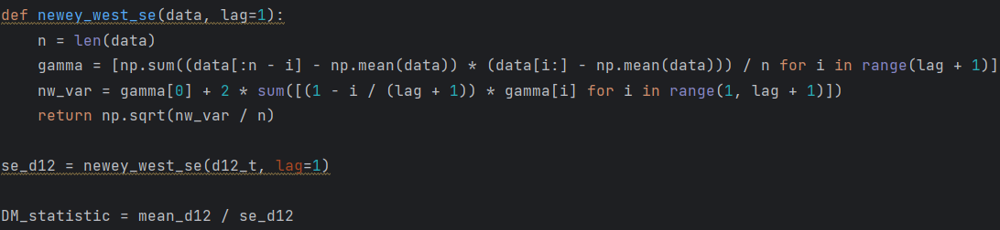 def newey_west_se(data, lag=1):
    n = len(data)
    gamma = [np.sum((data[:n - i] - np.mean(data)) * (data[i:] - np.mean(data))) / n for i in range(lag + 1)]
    nw_var = gamma[0] + 2 * sum([(1 - i / (lag + 1)) * gamma[i] for i in range(1, lag + 1)])
    return np.sqrt(nw_var / n)
se_d12 = newey_west_se(d12_t, lag=1)
DM_statistic = mean_d12 / se_d12